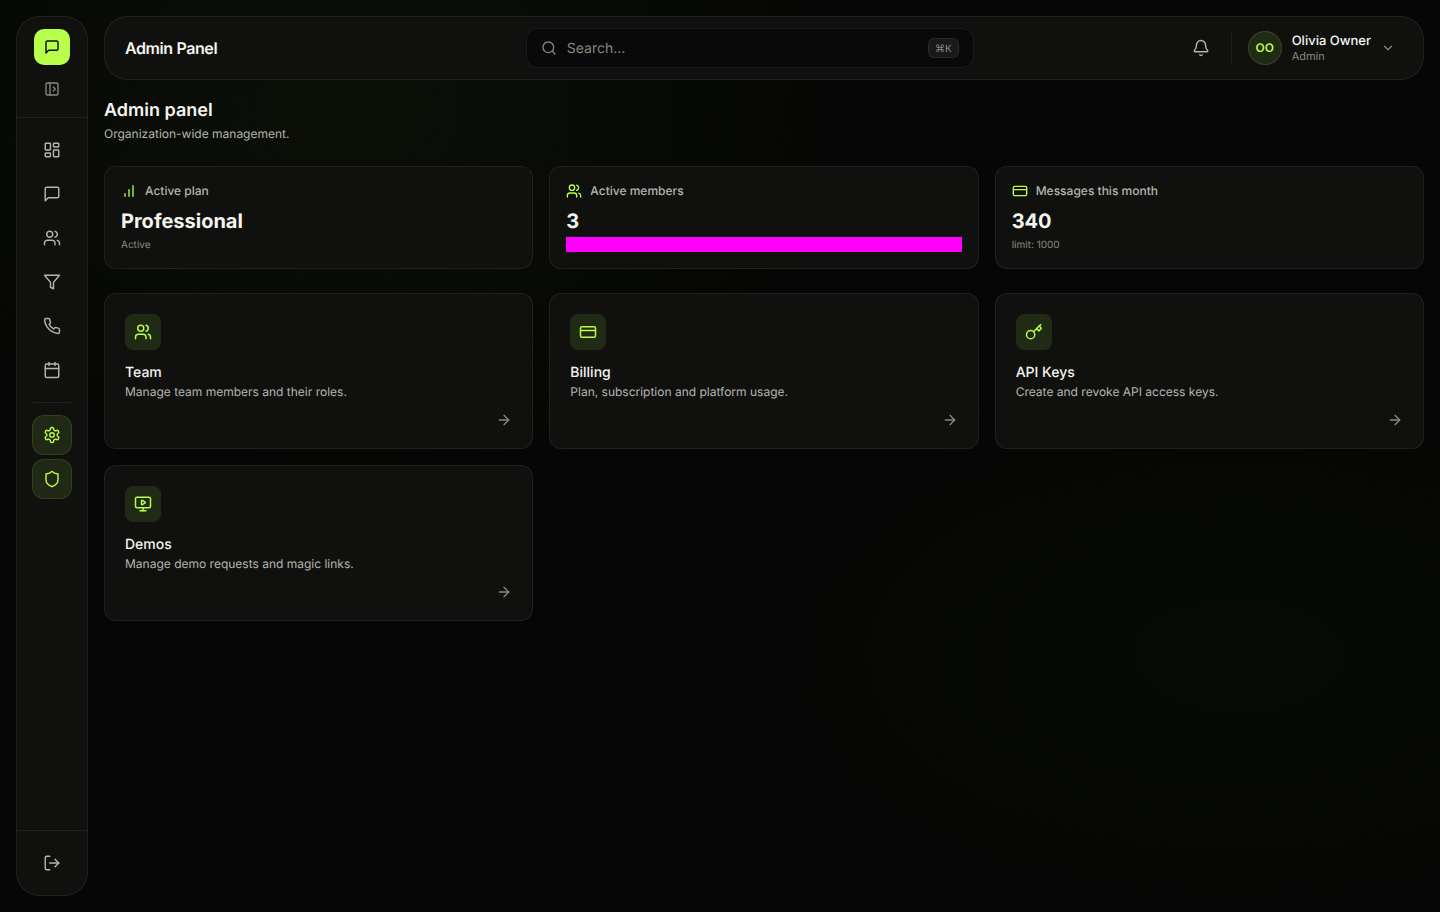 Admin Panel
Search...
⌘K
OO
Olivia Owner
Admin
Admin panel
Organization-wide management.
Active plan
Professional
Active
Active members
3
Messages this month
340
limit: 1000
Team
Manage team members and their roles.
Billing
Plan, subscription and platform usage.
API Keys
Create and revoke API access keys.
Demos
Manage demo requests and magic links.